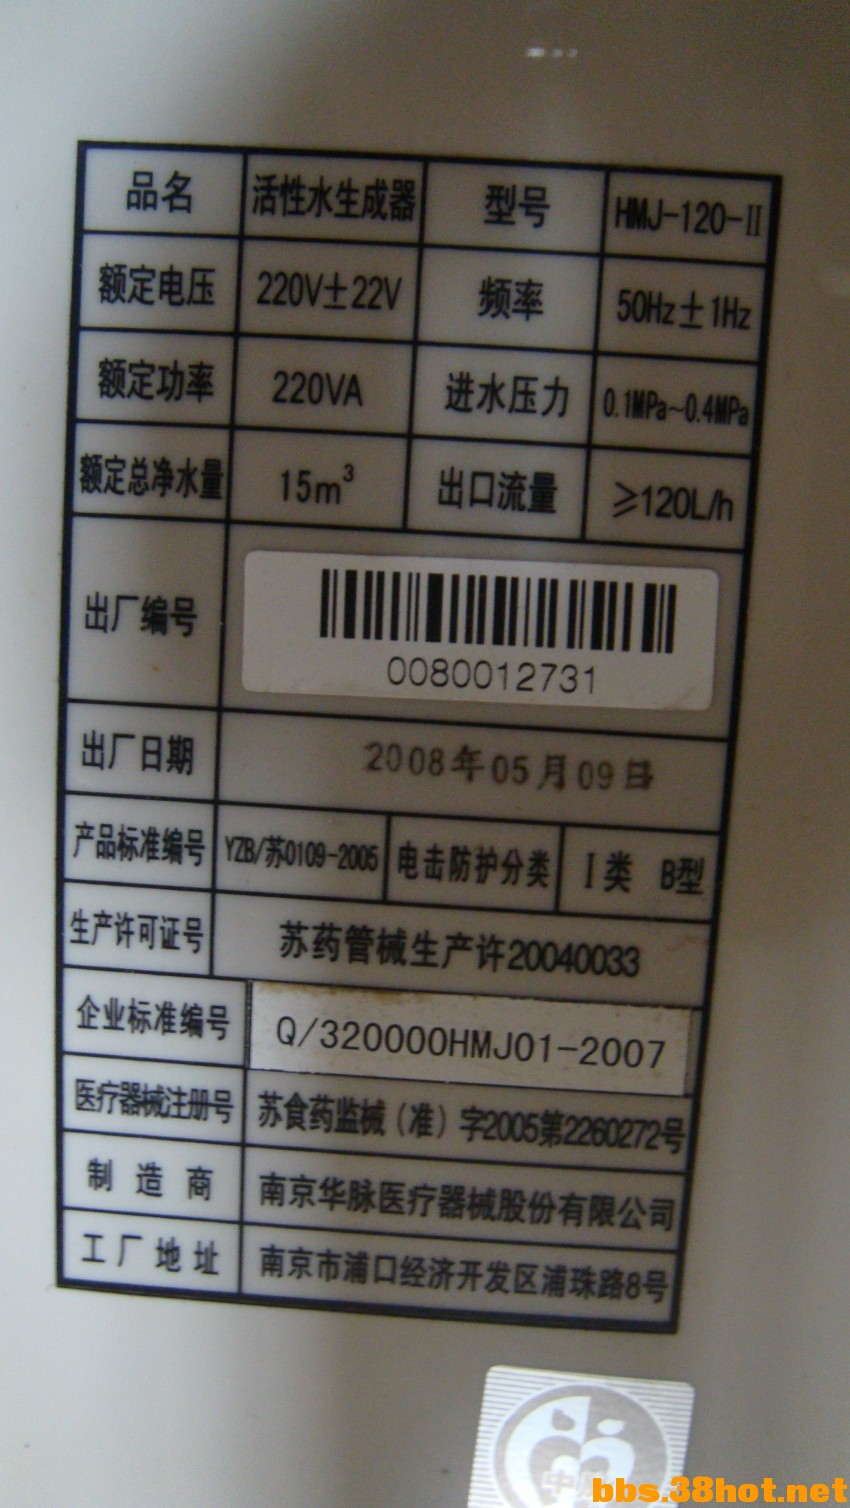 品名 活性水生成器 型号 HMJ-120-II
额定电压 220V±22V 频率 50Hz±1Hz
额定功率 220VA 进水压力 0.1MPa~0.4MPa
额定总净水量 15m³ 出口流量 ≥120L/h
出厂编号 0080012731
出厂日期 2008年05月09日
产品标准编号 YZB/苏0109-2005 电击防护分类 I类 B型
生产许可证号 苏药管械生产许20040033
企业标准编号 Q/320000HMJ01-2007
医疗器械注册号 苏食药监械(准)字2005第2260272号
制造商 南京华脉医疗器械股份有限公司
工厂地址 南京市浦口经济开发区浦珠路8号
bbs.38hot.net